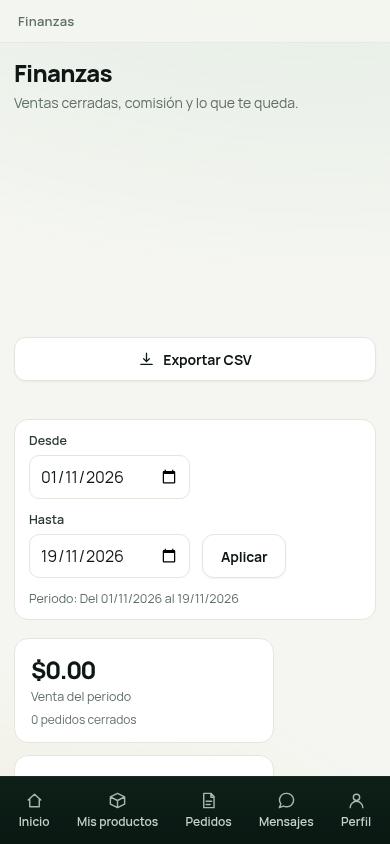 Finanzas
Finanzas
Ventas cerradas, comisión y lo que te queda.
Exportar CSV
Desde
01/11/2026
Hasta
19/11/2026
Aplicar
Periodo: Del 01/11/2026 al 19/11/2026
$0.00
Venta del periodo
0 pedidos cerrados
Inicio
Mis productos
Pedidos
Mensajes
Perfil